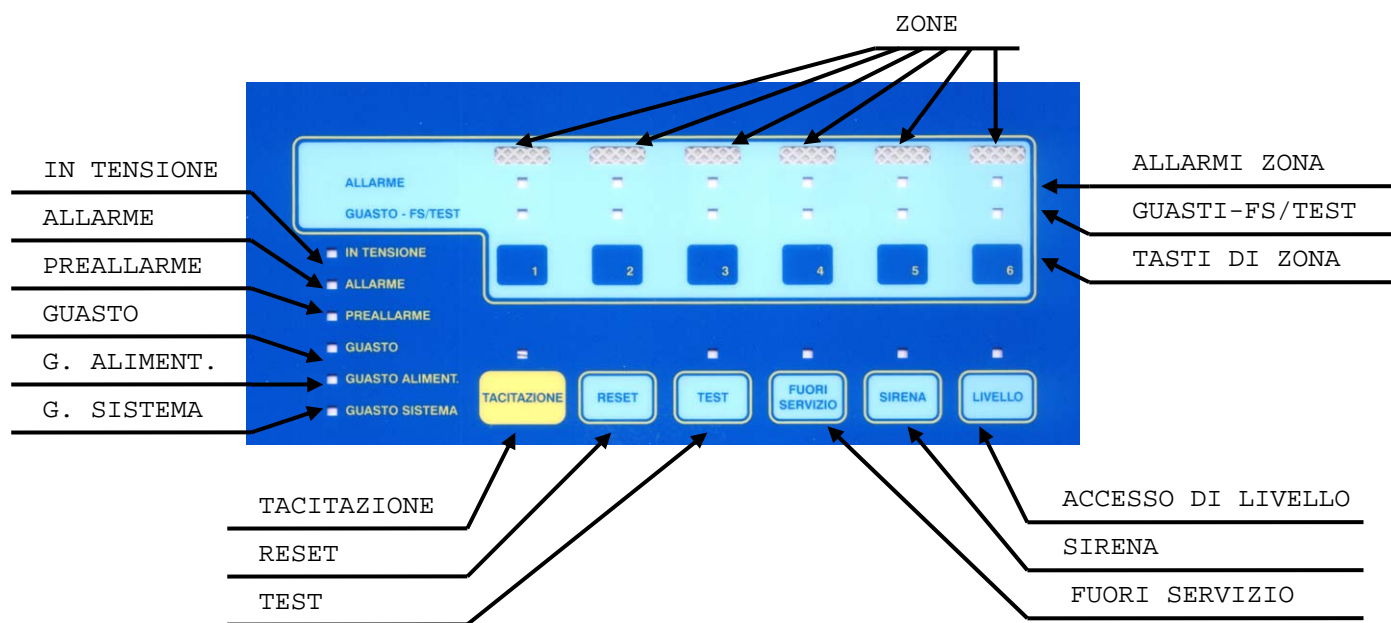 ZONE
IN TENSIONE
ALLARME
PREALLARME
GUASTO
G. ALIMENT.
G. SISTEMA
ALLARME
GUASTO - FS/TEST
IN TENSIONE
ALLARME
PREALLARME
GUASTO
GUASTO ALIMENT.
GUASTO SISTEMA
1 2 3 4 5 6
TACITAZIONE
RESET
TEST
FUORI
SERVIZIO
SIRENA
LIVELLO
ALLARMI ZONA
GUASTI-FS/TEST
TASTI DI ZONA
TACITAZIONE
RESET
TEST
ACCESSO DI LIVELLO
SIRENA
FUORI SERVIZIO